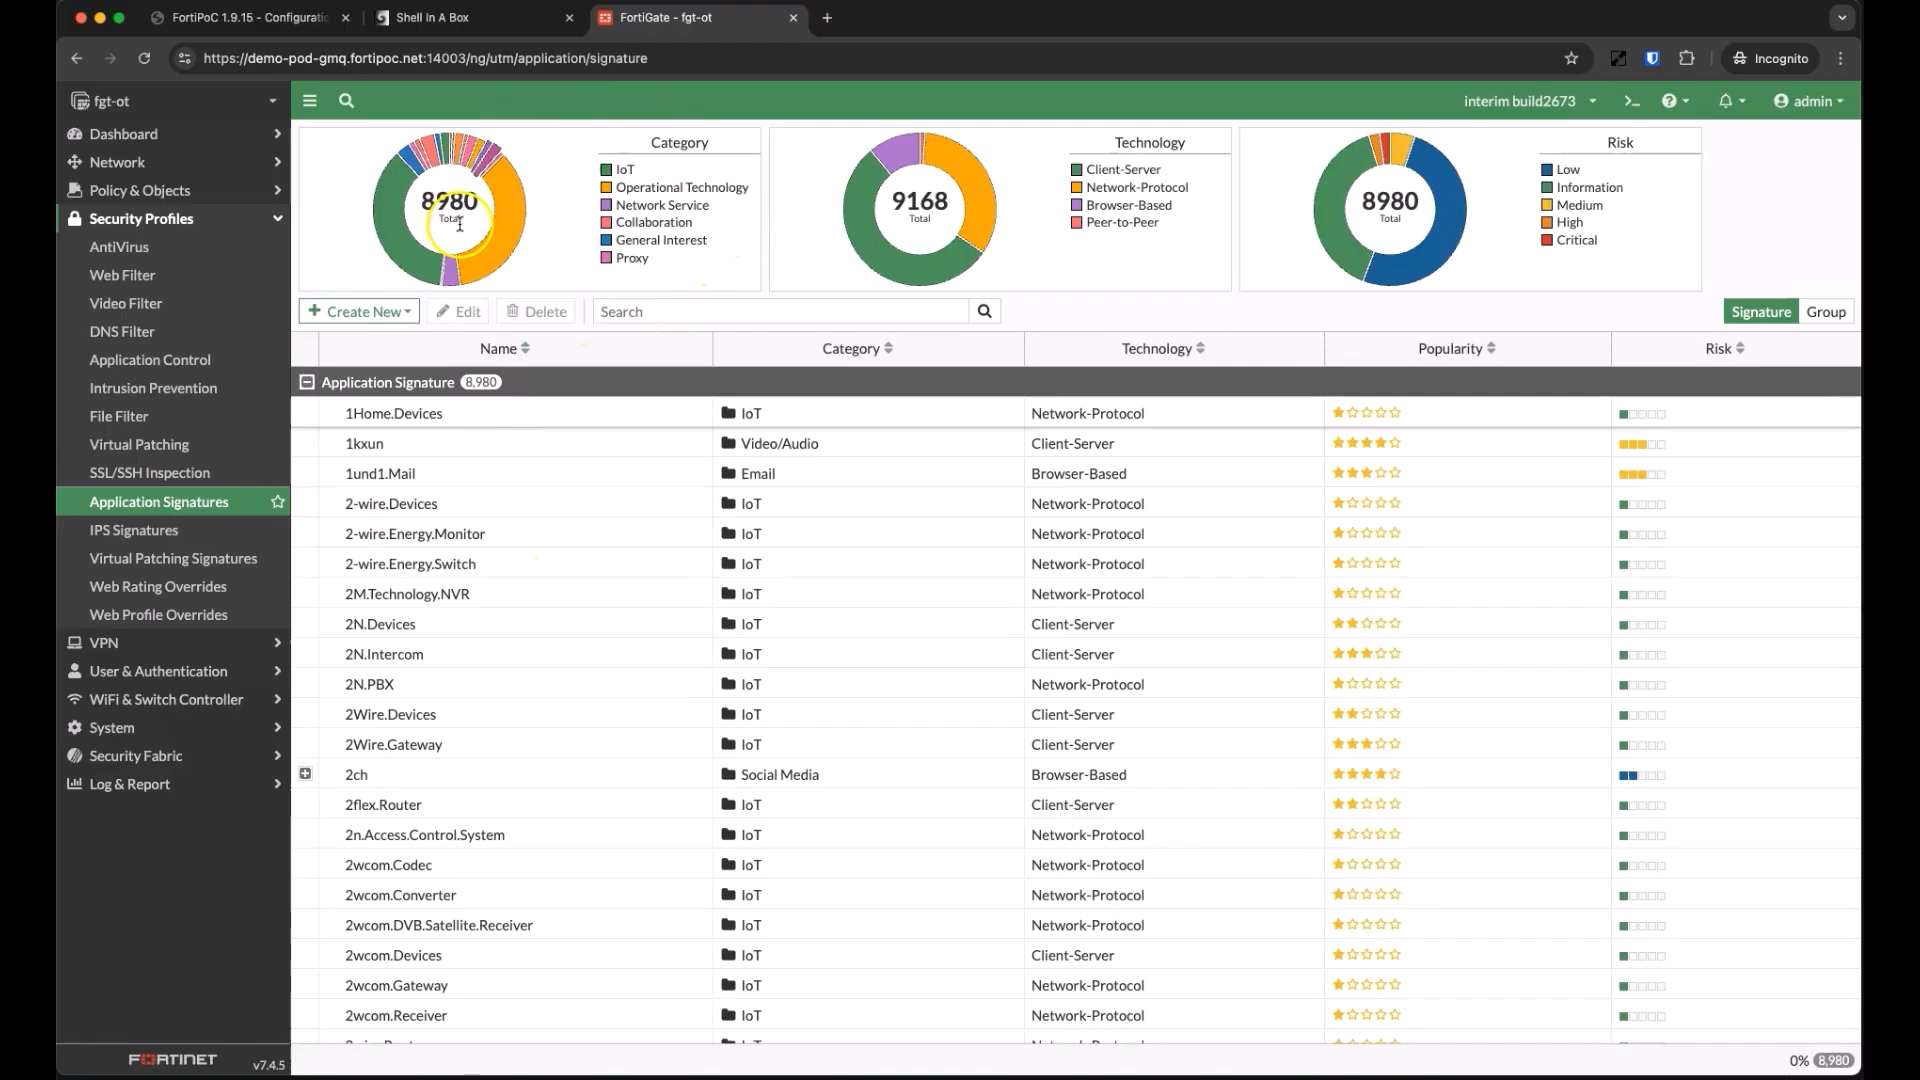 FortiPoC 1.9.15 - Configuratio
Shell In A Box
FortiGate - fgt-ot
https://demo-pod-gmq.fortipoc.net:14003/ng/utm/application/signature
Incognito
fgt-ot
interim build2673
admin
Dashboard
Network
Policy & Objects
Security Profiles
AntiVirus
Web Filter
Video Filter
DNS Filter
Application Control
Intrusion Prevention
File Filter
Virtual Patching
SSL/SSH Inspection
Application Signatures
IPS Signatures
Virtual Patching Signatures
Web Rating Overrides
Web Profile Overrides
VPN
User & Authentication
WiFi & Switch Controller
System
Security Fabric
Log & Report
FORTINET
v7.4.5
8980
Total
Category
IoT
Operational Technology
Network Service
Collaboration
General Interest
Proxy
9168
Total
Technology
Client-Server
Network-Protocol
Browser-Based
Peer-to-Peer
8980
Total
Risk
Low
Information
Medium
High
Critical
Create New
Edit
Delete
Search
Signature
Group
Name Category Technology Popularity Risk
Application Signature 8,980
1Home.Devices IoT Network-Protocol
1kxun Video/Audio Client-Server
1und1.Mail Email Browser-Based
2-wire.Devices IoT Network-Protocol
2-wire.Energy.Monitor IoT Network-Protocol
2-wire.Energy.Switch IoT Network-Protocol
2M.Technology.NVR IoT Network-Protocol
2N.Devices IoT Client-Server
2N.Intercom IoT Client-Server
2N.PBX IoT Network-Protocol
2Wire.Devices IoT Client-Server
2Wire.Gateway IoT Client-Server
2ch Social Media Browser-Based
2flex.Router IoT Client-Server
2n.Access.Control.System IoT Network-Protocol
2wcom.Codec IoT Network-Protocol
2wcom.Converter IoT Network-Protocol
2wcom.DVB.Satellite.Receiver IoT Network-Protocol
2wcom.Devices IoT Client-Server
2wcom.Gateway IoT Network-Protocol
2wcom.Receiver IoT Network-Protocol
0% 8,980